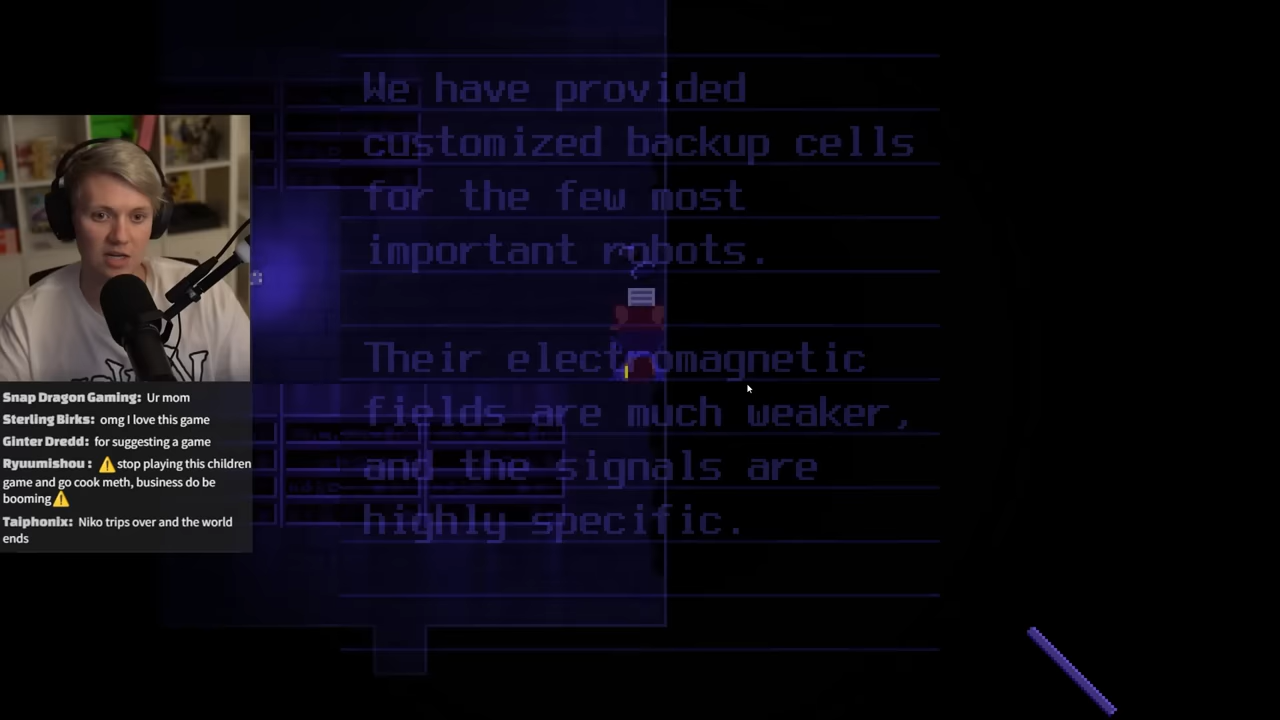 We have provided
customized backup cells
for the few most
important robots.
Their electromagnetic
fields are much weaker,
and the signals are
highly specific.
Snap Dragon Gaming: Ur mom
Sterling Birks: omg I love this game
Ginter Dredd: for suggesting a game
Ryuumishou : ⚠️stop playing this children
game and go cook meth, business do be
booming⚠️
Taiphonix: Niko trips over and the world
ends